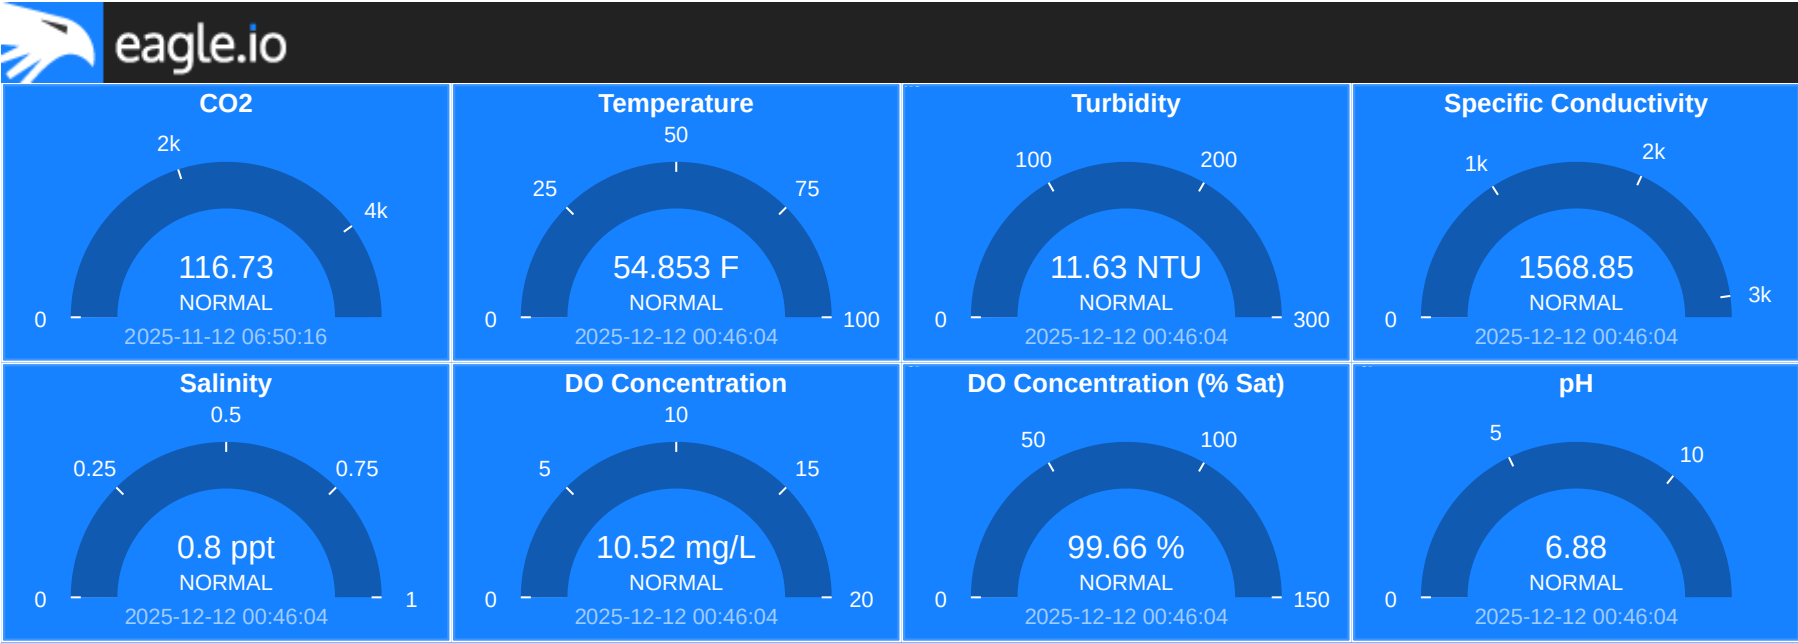 eagle.io
CO2
2k
4k
116.73
NORMAL
0
2025-11-12 06:50:16
Temperature
50
25
75
54.853 F
NORMAL
0
100
2025-12-12 00:46:04
Turbidity
100
200
11.63 NTU
NORMAL
0
300
2025-12-12 00:46:04
Specific Conductivity
1k
2k
1568.85
NORMAL
0
3k
2025-12-12 00:46:04
Salinity
0.5
0.25
0.75
0.8 ppt
NORMAL
0
1
2025-12-12 00:46:04
DO Concentration
10
5
15
10.52 mg/L
NORMAL
0
20
2025-12-12 00:46:04
DO Concentration (% Sat)
50
100
99.66 %
NORMAL
0
150
2025-12-12 00:46:04
pH
5
10
6.88
NORMAL
0
2025-12-12 00:46:04